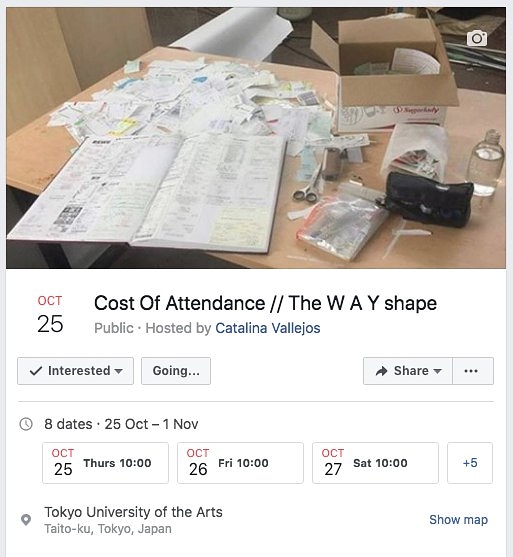 REWE
Sugarlady
OCT
25
Cost Of Attendance // The W A Y shape
Public · Hosted by Catalina Vallejos
Interested
Going...
Share
8 dates · 25 Oct – 1 Nov
OCT
25 Thurs 10:00
OCT
26 Fri 10:00
OCT
27 Sat 10:00
+5
Tokyo University of the Arts
Taito-ku, Tokyo, Japan
Show map